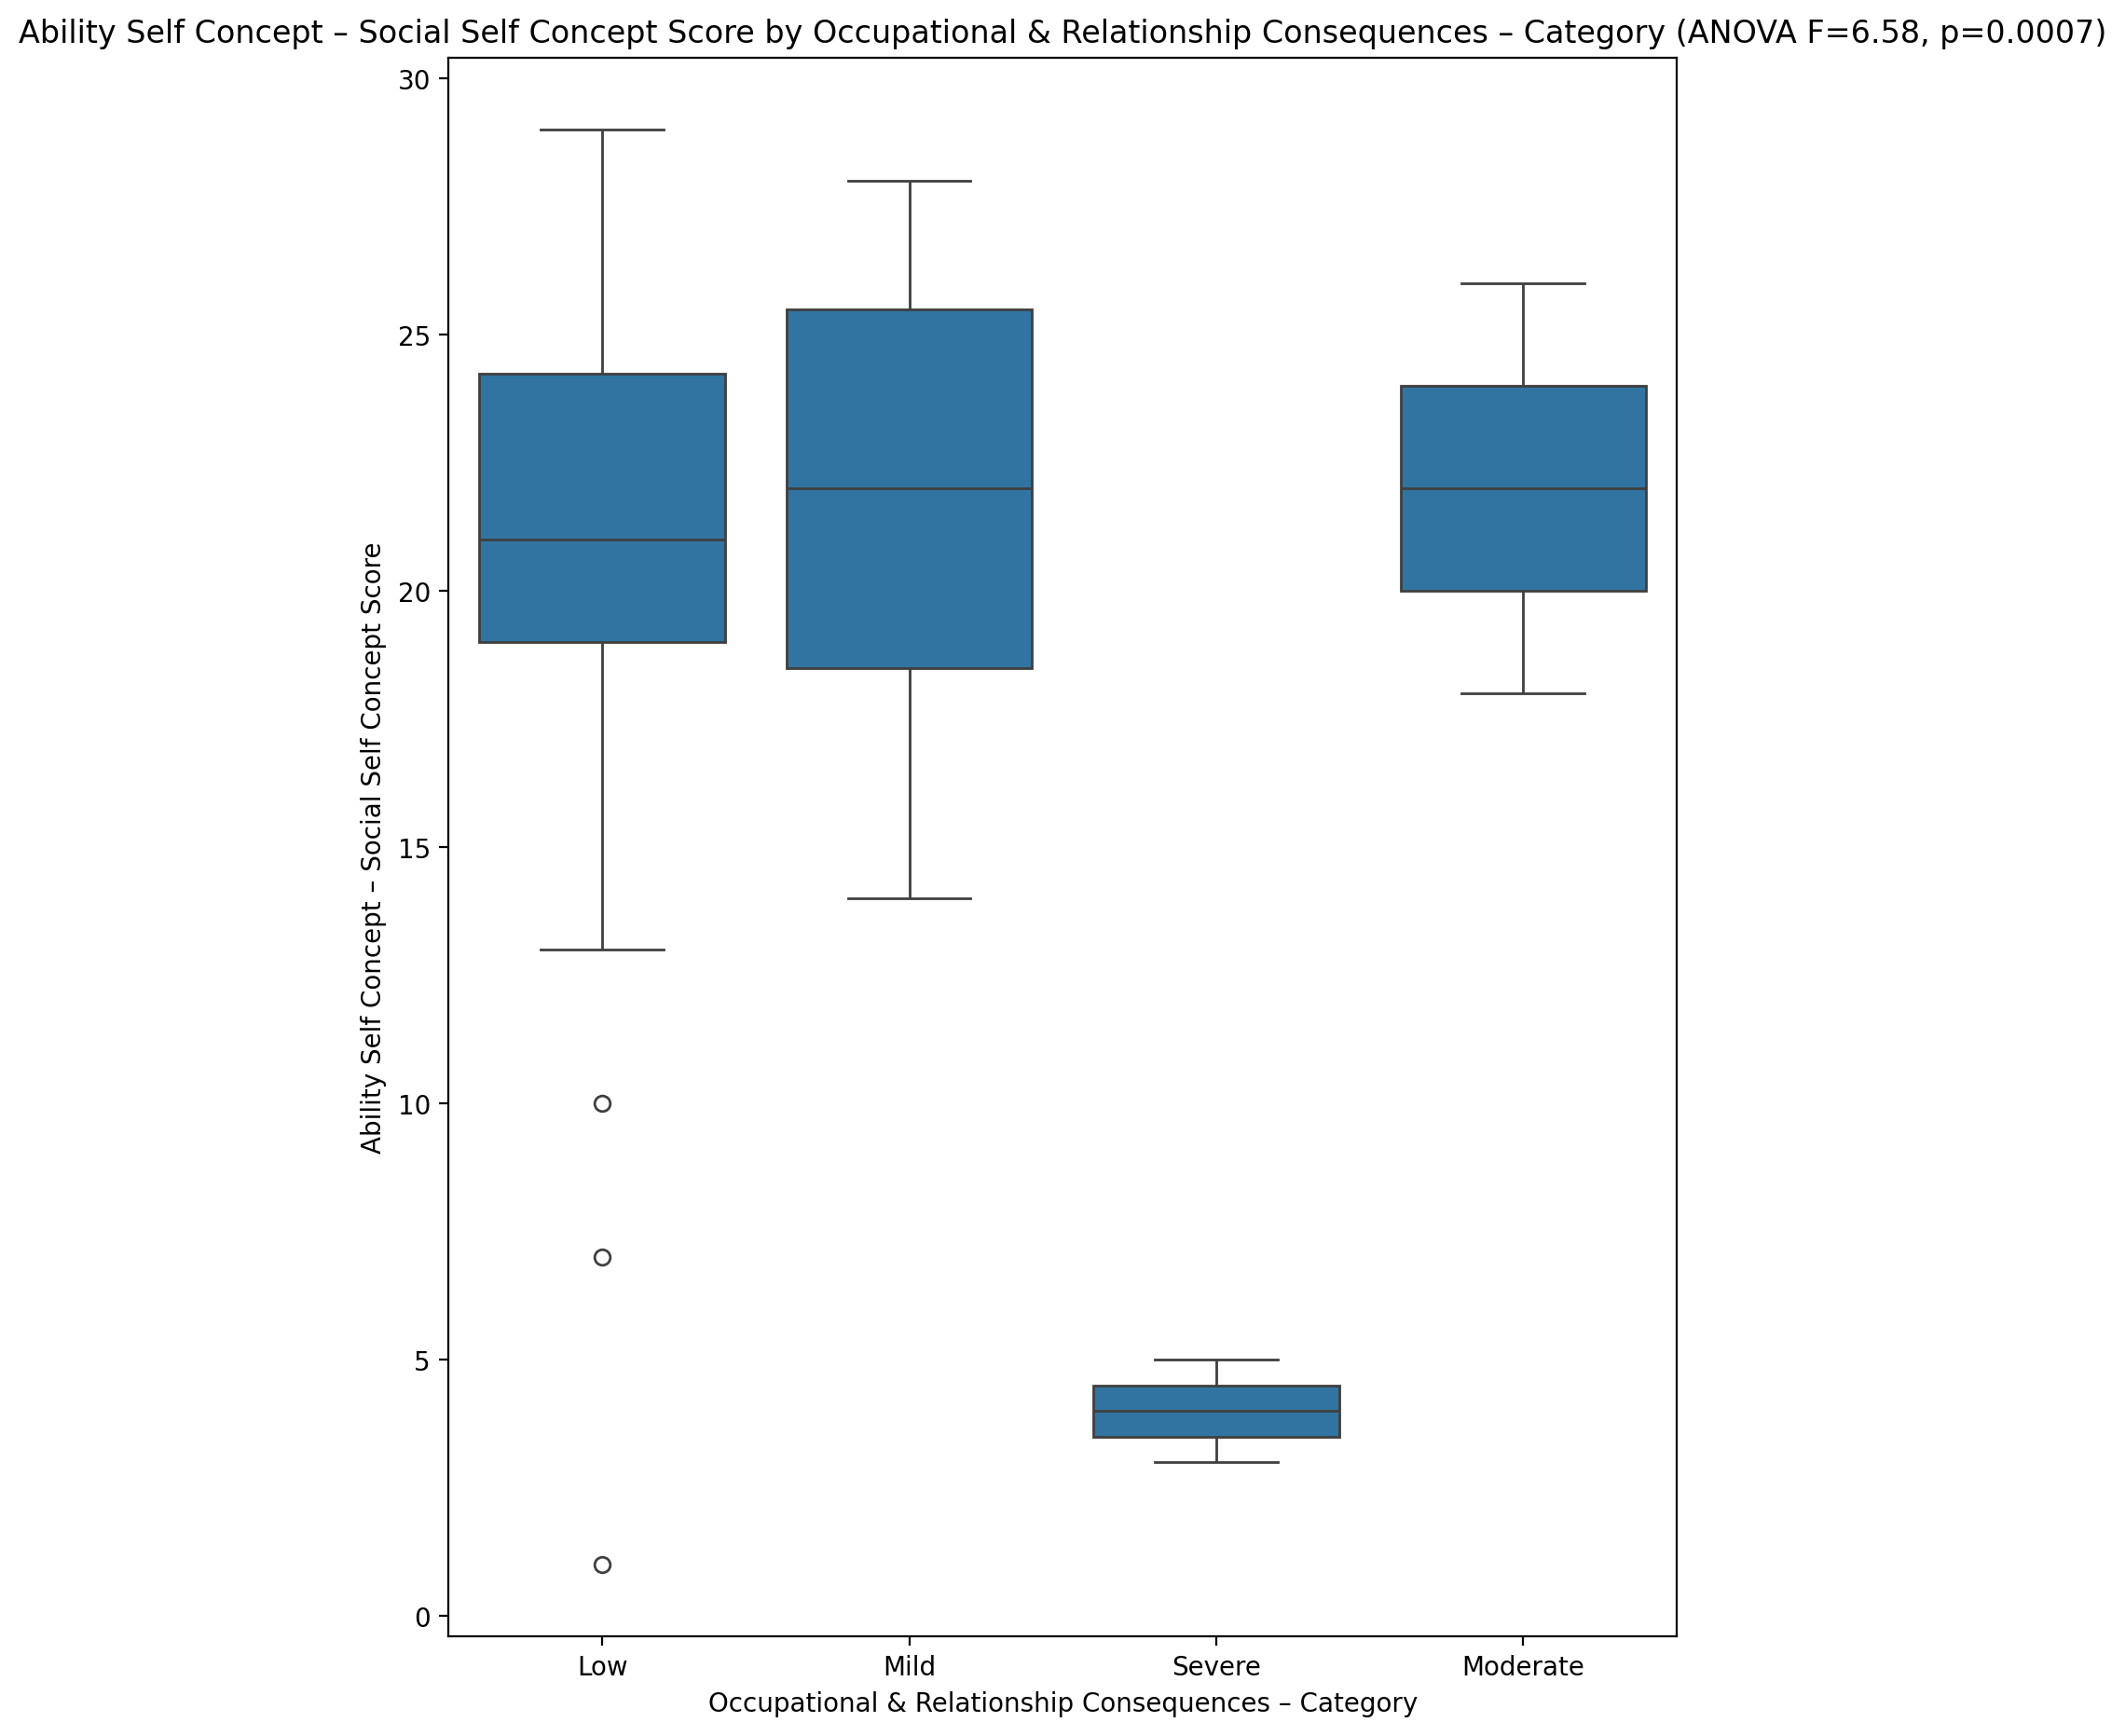 Ability Self Concept – Social Self Concept Score by Occupational & Relationship Consequences – Category (ANOVA F=6.58, p=0.0007)
Ability Self Concept – Social Self Concept Score
30
25
20
15
10
5
0
Low Mild Severe Moderate
Occupational & Relationship Consequences – Category